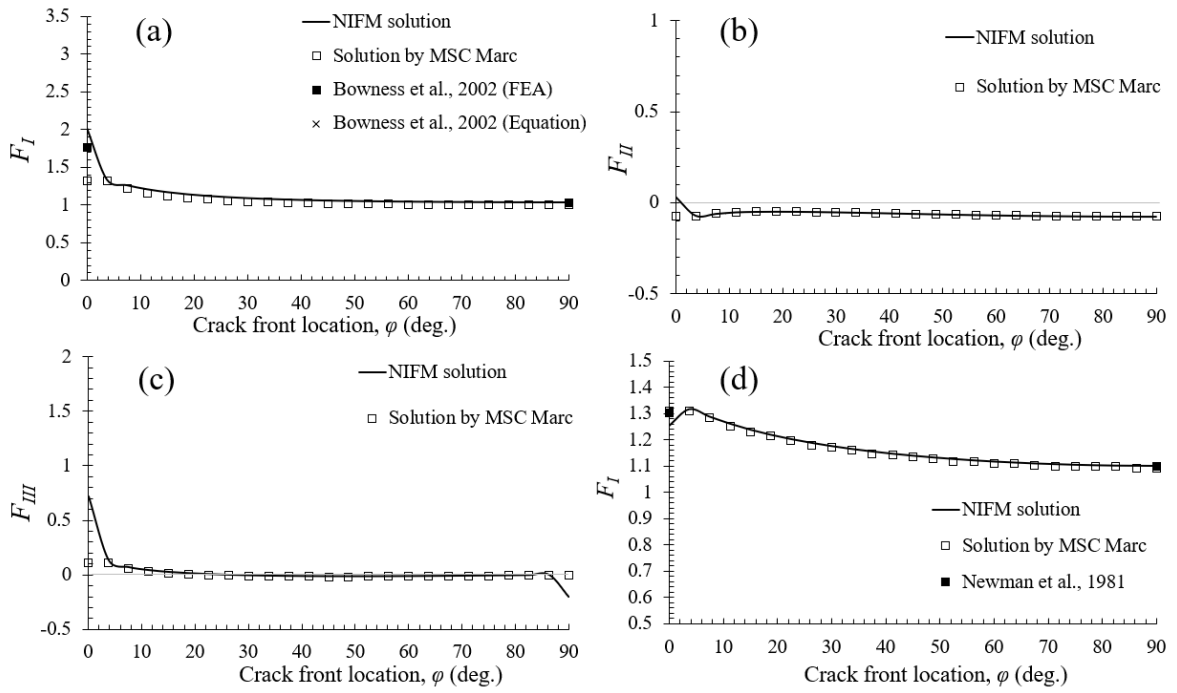 (a)
NIFM solution
Solution by MSC Marc
Bowness et al., 2002 (FEA)
Bowness et al., 2002 (Equation)
3.5
3
2.5
2
1.5
1
0.5
0
F_I
0 10 20 30 40 50 60 70 80 90
Crack front location, φ (deg.)
(b)
NIFM solution
Solution by MSC Marc
1
0.5
0
-0.5
F_II
0 10 20 30 40 50 60 70 80 90
Crack front location, φ (deg.)
(c)
NIFM solution
Solution by MSC Marc
2
1.5
1
0.5
0
-0.5
F_III
0 10 20 30 40 50 60 70 80 90
Crack front location, φ (deg.)
(d)
1.5
1.4
1.3
1.2
1.1
1
0.9
0.8
0.7
0.6
0.5
F_I
NIFM solution
Solution by MSC Marc
Newman et al., 1981
0 10 20 30 40 50 60 70 80 90
Crack front location, φ (deg.)